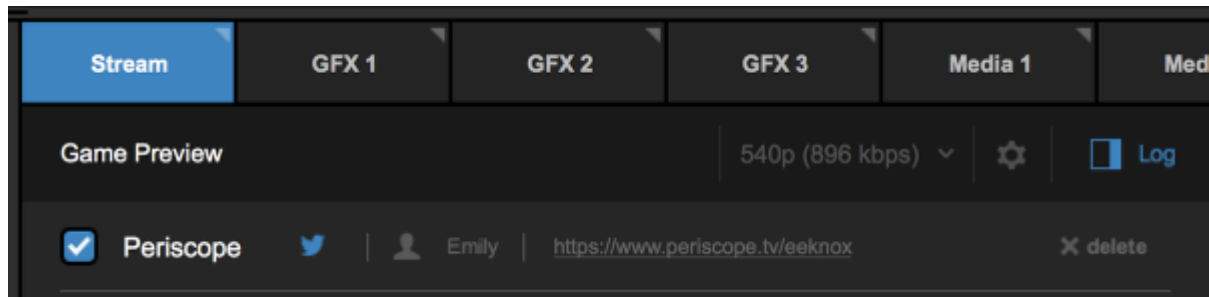 Stream GFX 1 GFX 2 GFX 3 Media 1 Med
Game Preview 540p (896 kbps) Log
Periscope Emily https://www.periscope.tv/eeknox delete